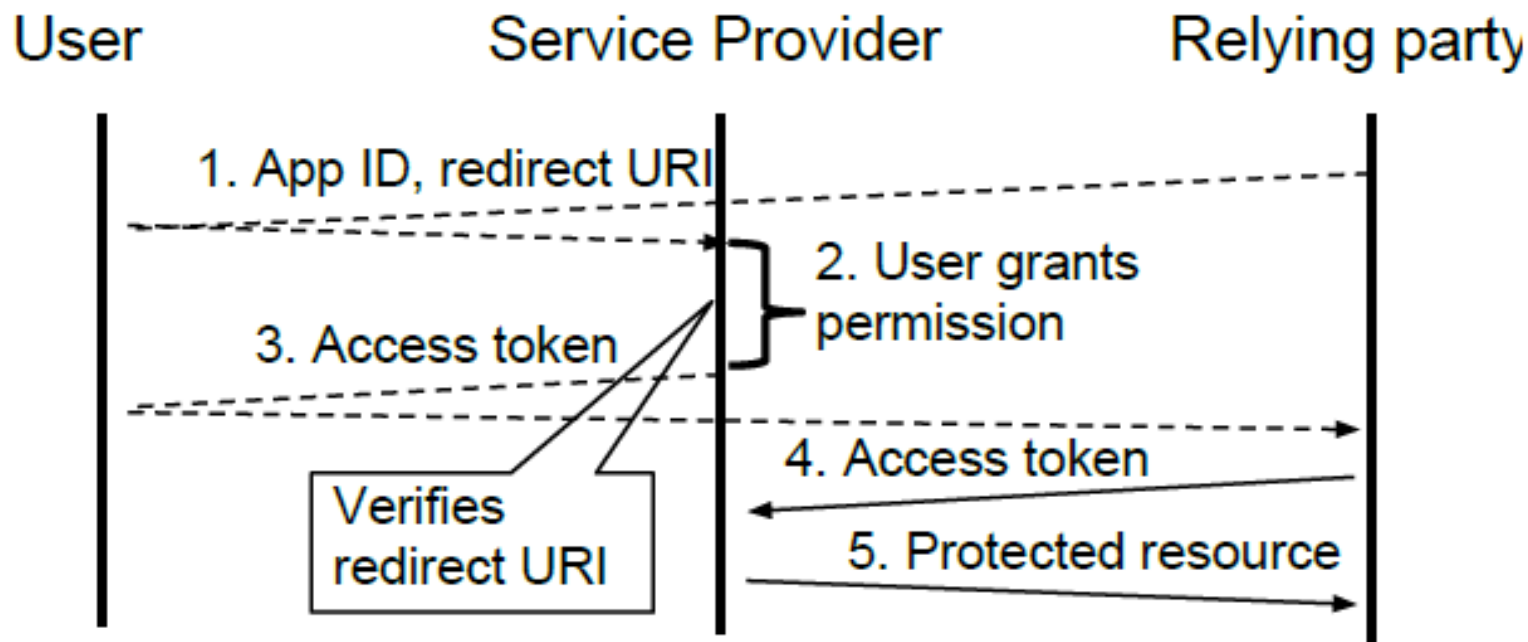 User
Service Provider
Relying party
1. App ID, redirect URI
2. User grants
permission
3. Access token
4. Access token
Verifies
redirect URI
5. Protected resource